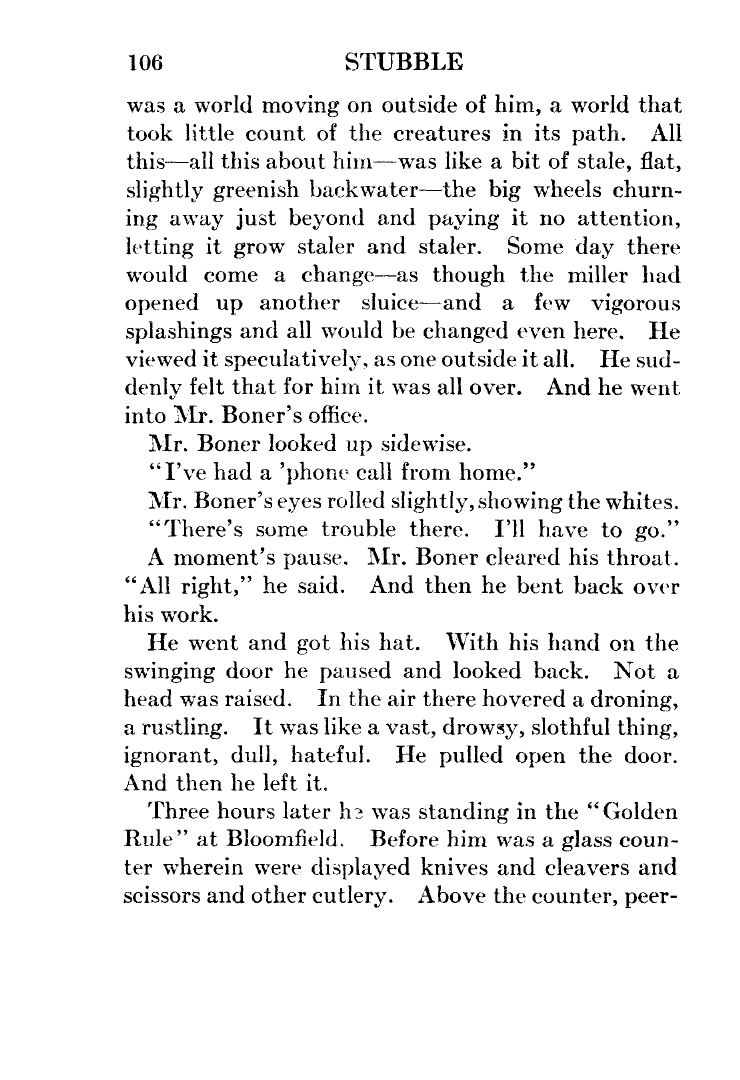 106 STUBBLE
was a world moving on outside of him, a world that
took little count of the creatures in its path. All
this—all this about him—was like a bit of stale, flat,
slightly greenish backwater—the big wheels churn-
ing away just beyond and paying it no attention,
letting it grow staler and staler. Some day there
would come a change—as though the miller had
opened up another sluice—and a few vigorous
splashings and all would be changed even here. He
viewed it speculatively, as one outside it all. He sud-
denly felt that for him it was all over. And he went
into Mr. Boner's office.
Mr. Boner looked up sidewise.
"I've had a 'phone call from home."
Mr. Boner's eyes rolled slightly, showing the whites.
"There's some trouble there. I'll have to go."
A moment's pause. Mr. Boner cleared his throat.
"All right," he said. And then he bent back over
his work.
He went and got his hat. With his hand on the
swinging door he paused and looked back. Not a
head was raised. In the air there hovered a droning,
a rustling. It was like a vast, drowsy, slothful thing,
ignorant, dull, hateful. He pulled open the door.
And then he left it.
Three hours later he was standing in the "Golden
Rule" at Bloomfield. Before him was a glass coun-
ter wherein were displayed knives and cleavers and
scissors and other cutlery. Above the counter, peer-